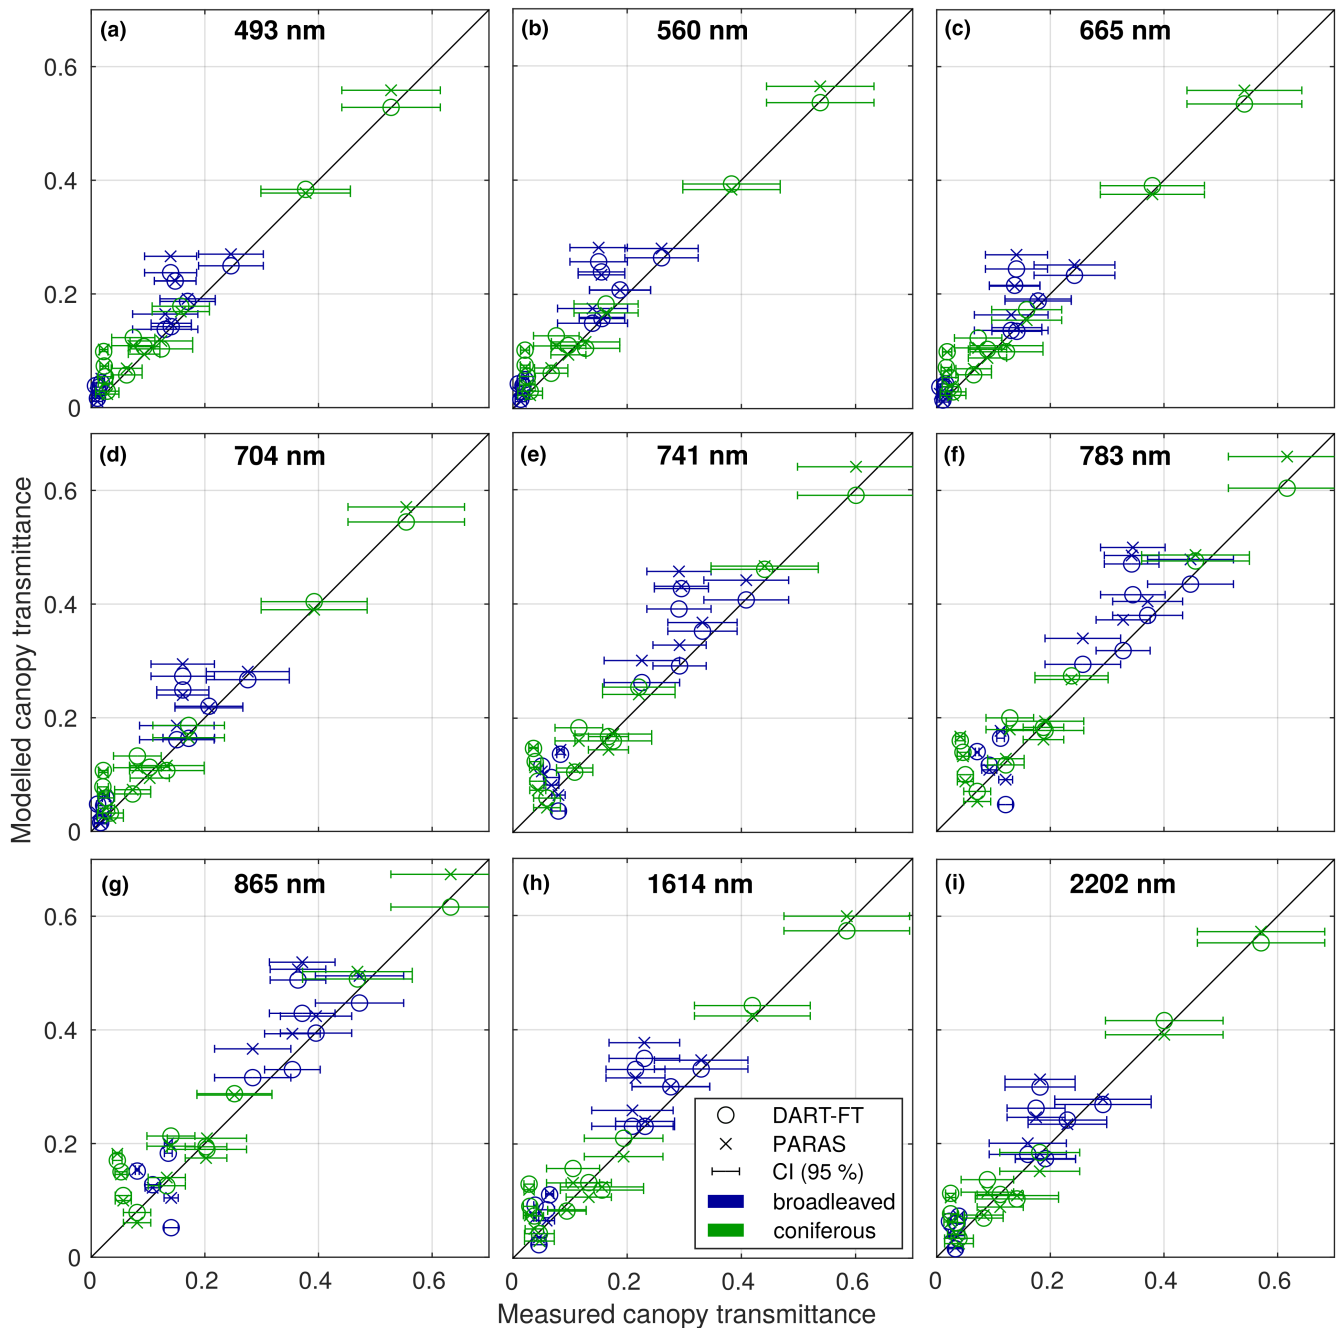 (a) 493 nm
(b) 560 nm
(c) 665 nm
0.6
0.4
0.2
0
(d) 704 nm
(e) 741 nm
(f) 783 nm
0.6
0.4
0.2
0
Modelled canopy transmittance
(g) 865 nm
(h) 1614 nm
(i) 2202 nm
0.6
0.4
0.2
0
DART-FT
PARAS
CI (95 %)
broadleaved
coniferous
0 0.2 0.4 0.6
0 0.2 0.4 0.6
0 0.2 0.4 0.6
Measured canopy transmittance